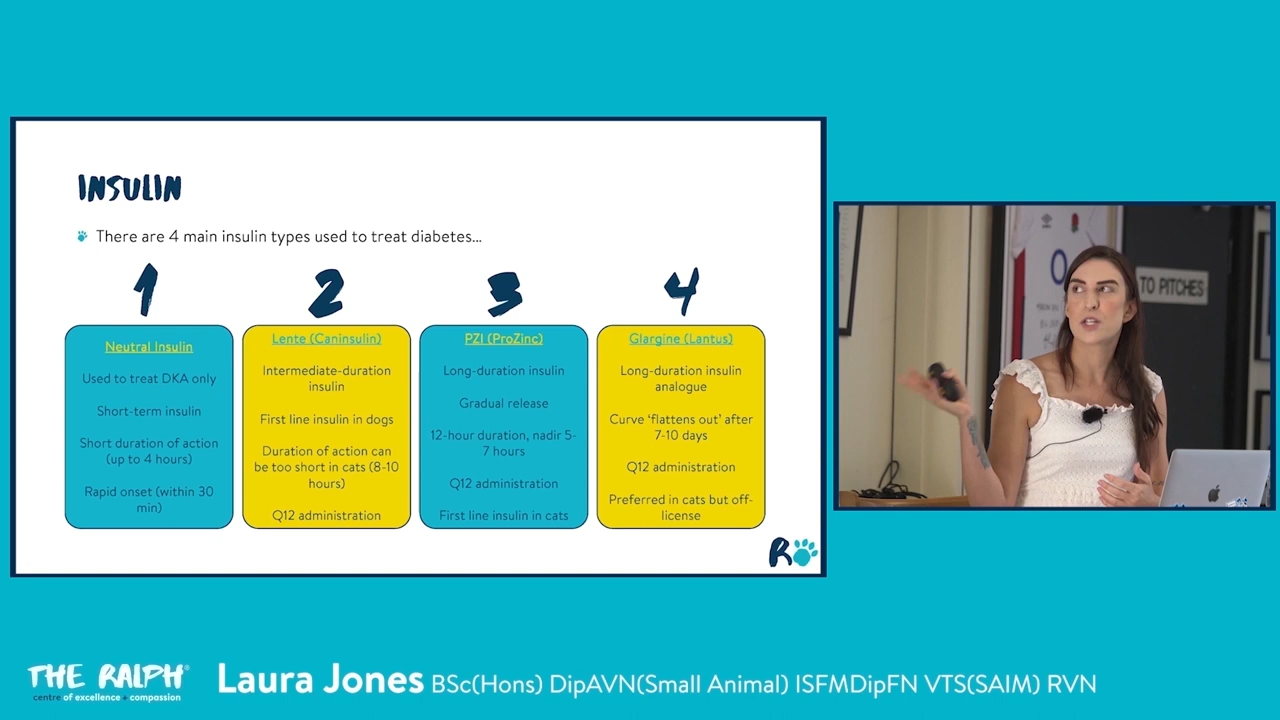 INSULIN
There are 4 main insulin types used to treat diabetes...
1
Neutral Insulin
Used to treat DKA only
Short-term insulin
Short duration of action
(up to 4 hours)
Rapid onset (within 30
min)
2
Lente (Caninsulin)
Intermediate-duration
insulin
First line insulin in dogs
Duration of action can
be too short in cats (8-10
hours)
Q12 administration
3
PZI (ProZinc)
Long-duration insulin
Gradual release
12-hour duration, nadir 5-
7 hours
Q12 administration
First line insulin in cats
4
Glargine (Lantus)
Long-duration insulin
analogue
Curve ‘flattens out’ after
7-10 days
Q12 administration
Preferred in cats but off-
license
R
TO PITCHES
THE RALPH®
centre of excellence + compassion
Laura Jones BSc(Hons) DipAVN(Small Animal) ISFMDipFN VTS(SAIM) RVN